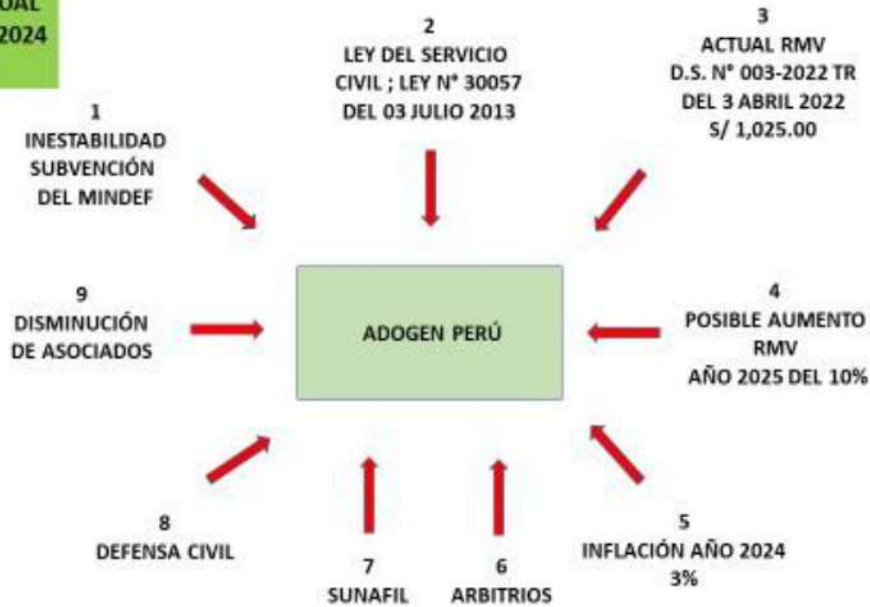 UAL
2024
1
INESTABILIDAD
SUBVENCIÓN
DEL MINDEF
2
LEY DEL SERVICIO
CIVIL ; LEY N° 30057
DEL 03 JULIO 2013
3
ACTUAL RMV
D.S. N° 003-2022 TR
DEL 3 ABRIL 2022
S/ 1,025.00
9
DISMINUCIÓN
DE ASOCIADOS
ADOGEN PERÚ
4
POSIBLE AUMENTO
RMV
AÑO 2025 DEL 10%
8
DEFENSA CIVIL
7
SUNAFIL
6
ARBITRIOS
5
INFLACIÓN AÑO 2024
3%